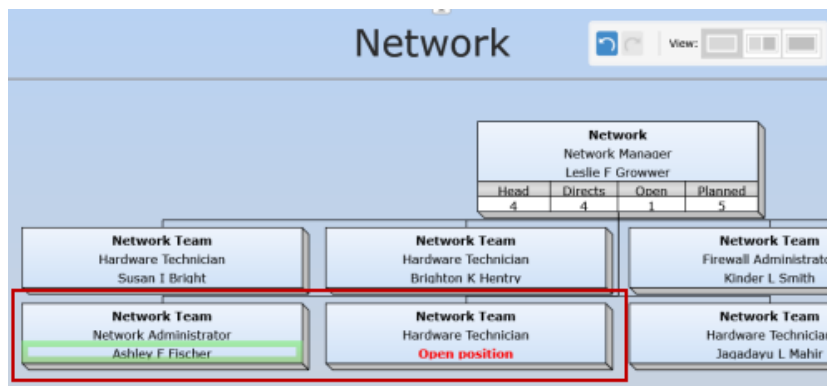 Network
View:
Network
Network Manager
Leslie F Growwer
Head Directs Open Planned
4 4 1 5
Network Team
Hardware Technician
Susan I Bright
Network Team
Hardware Technician
Brighton K Hentry
Network Team
Firewall Administrato
Kinder L Smith
Network Team
Network Administrator
Ashley F Fischer
Network Team
Hardware Technician
Open position
Network Team
Hardware Technician
Jagadayu L Mahir